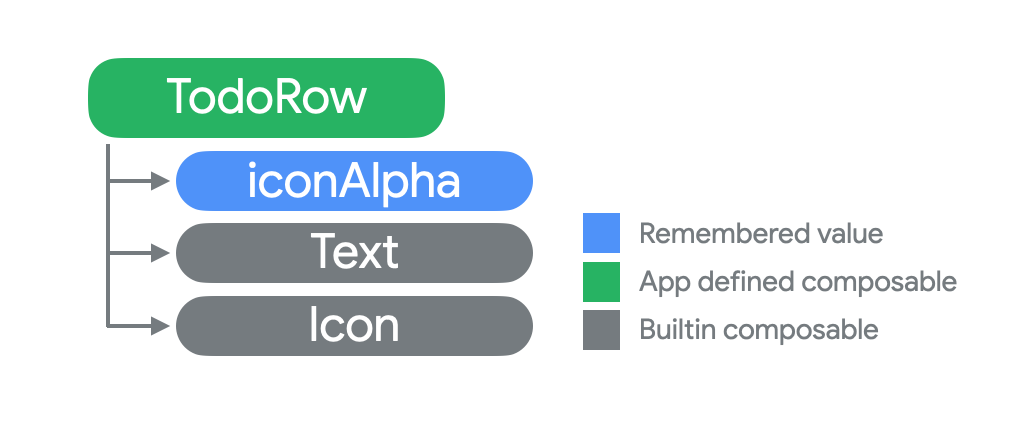 TodoRow
iconAlpha
Text
Icon
Remembered value
App defined composable
Builtin composable